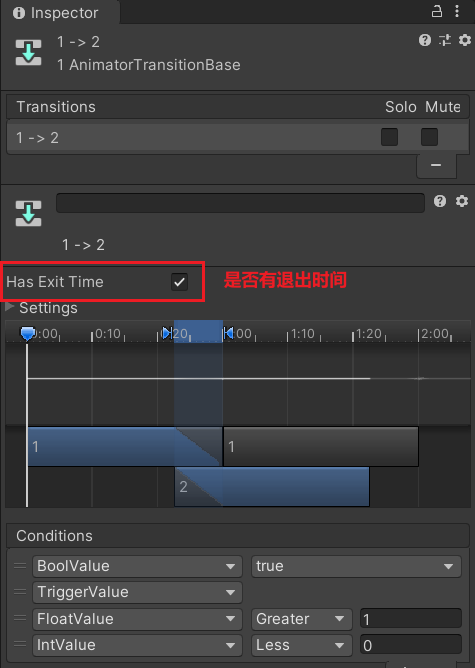 Inspector
1 -> 2
1 AnimatorTransitionBase
Transitions Solo Mute
1 -> 2
1 -> 2
Has Exit Time 是否有退出时间
Settings
0:00 0:10 0:20 1:00 1:10 1:20 2:00
1 1
2
Conditions
BoolValue true
TriggerValue
FloatValue Greater 1
IntValue Less 0